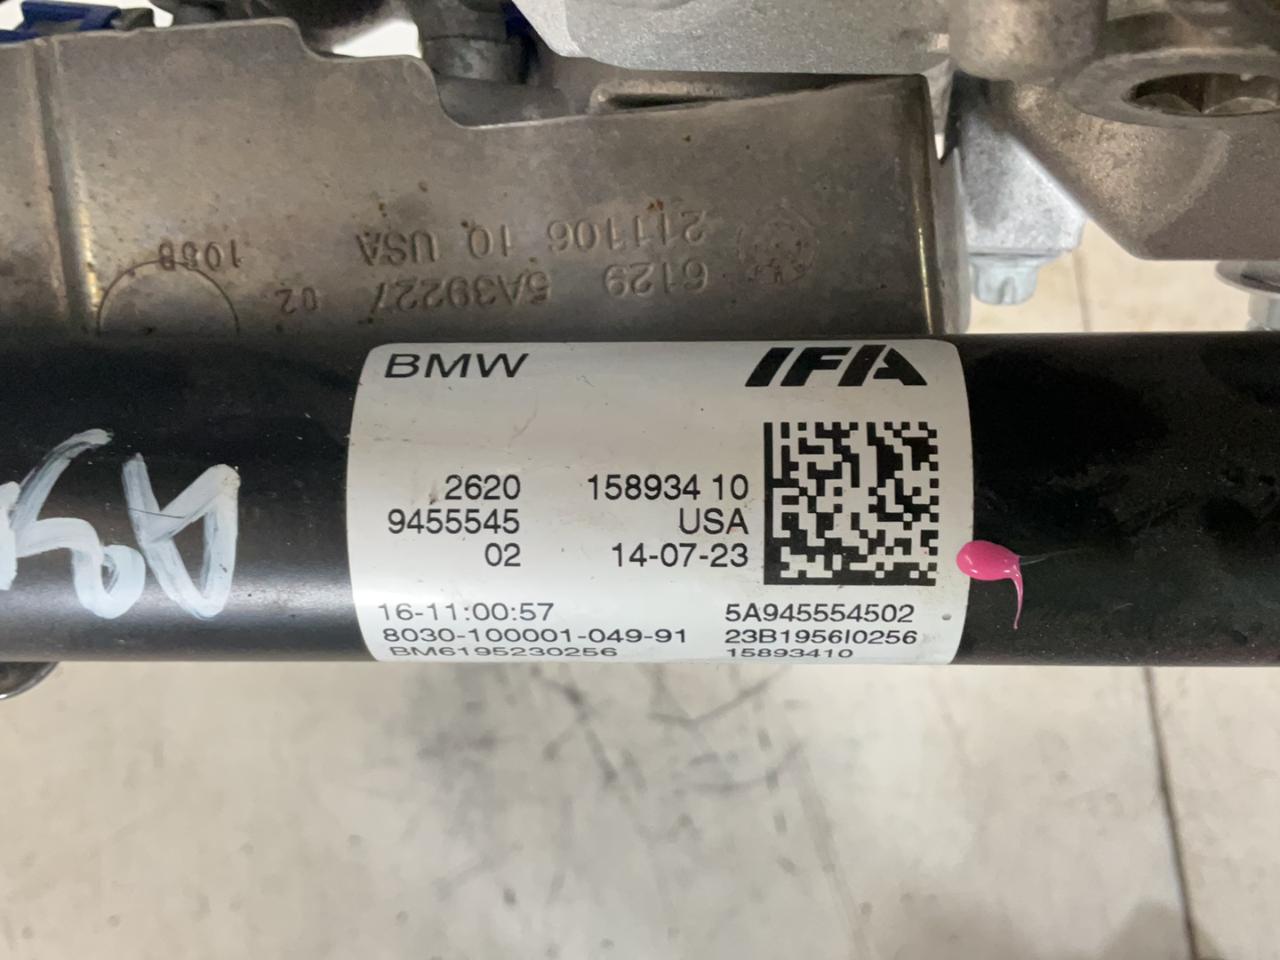 1088
211106 10 USA
6129 5A39227 02
BMW
IFA
2620
9455545
02
158934 10
USA
14-07-23
16-11:00:57
8030-100001-049-91
BM6195230256
5A945554502
23B1956I0256
15893410